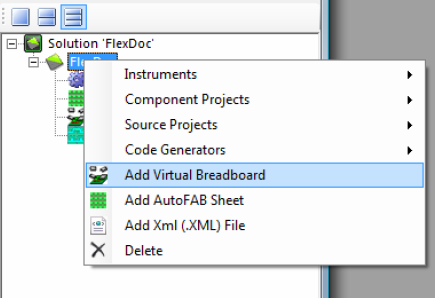 Solution 'FlexDoc'
Instruments
Component Projects
Source Projects
Code Generators
Add Virtual Breadboard
Add AutoFAB Sheet
Add Xml (.XML) File
Delete